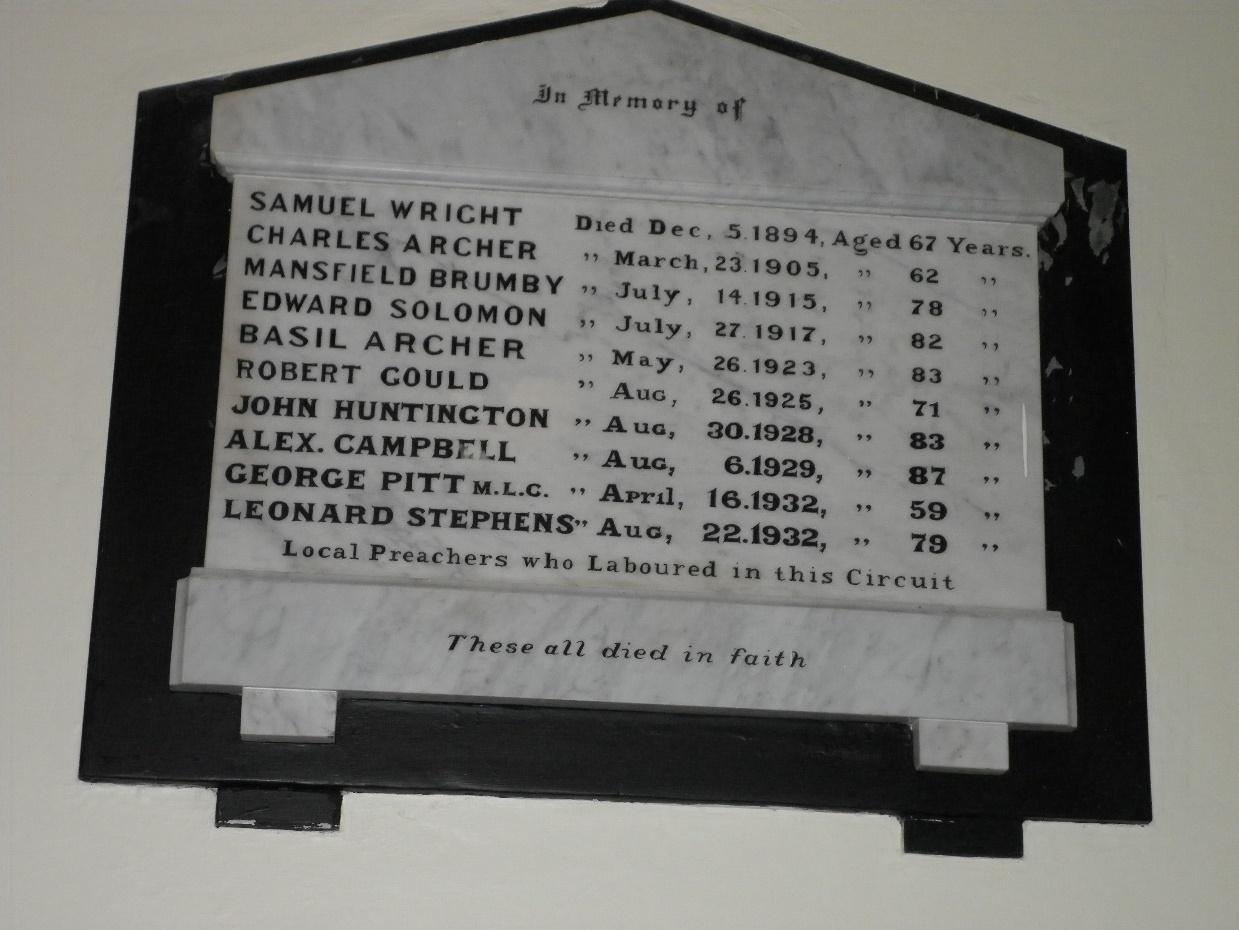 In Memory of
SAMUEL WRIGHT Died Dec, 5.1894, Aged 67 Years.
CHARLES ARCHER ,, March, 23.1905, ,, 62 ,,
MANSFIELD BRUMBY ,, July, 14.1915, ,, 78 ,,
EDWARD SOLOMON ,, July, 27.1917, ,, 82 ,,
BASIL ARCHER ,, May, 26.1923, ,, 83 ,,
ROBERT GOULD ,, Aug, 26.1925, ,, 71 ,,
JOHN HUNTINGTON ,, Aug, 30.1928, ,, 83 ,,
ALEX. CAMPBELL ,, Aug, 6.1929, ,, 87 ,,
GEORGE PITT M.L.C. ,, April, 16.1932, ,, 59 ,,
LEONARD STEPHENS ,, Aug, 22.1932, ,, 79 ,,
Local Preachers who Laboured in this Circuit
These all died in faith